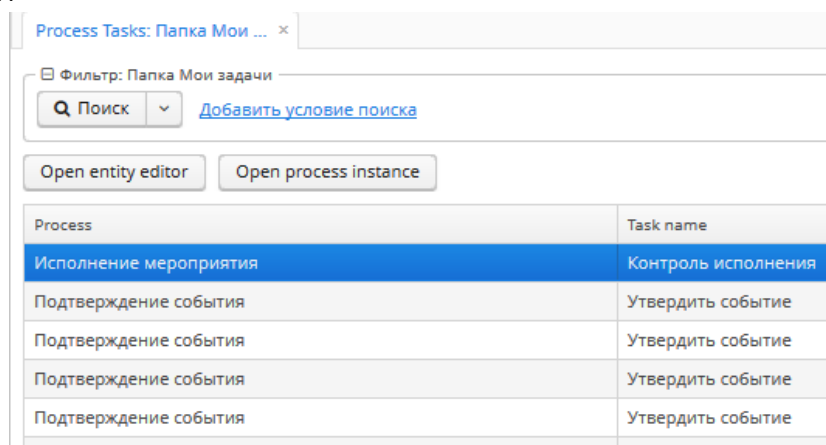 Process Tasks: Папка Мои ... ×
Фильтр: Папка Мои задачи
Поиск Добавить условие поиска
Open entity editor Open process instance
Process Task name
Исполнение мероприятия Контроль исполнения
Подтверждение события Утвердить событие
Подтверждение события Утвердить событие
Подтверждение события Утвердить событие
Подтверждение события Утвердить событие